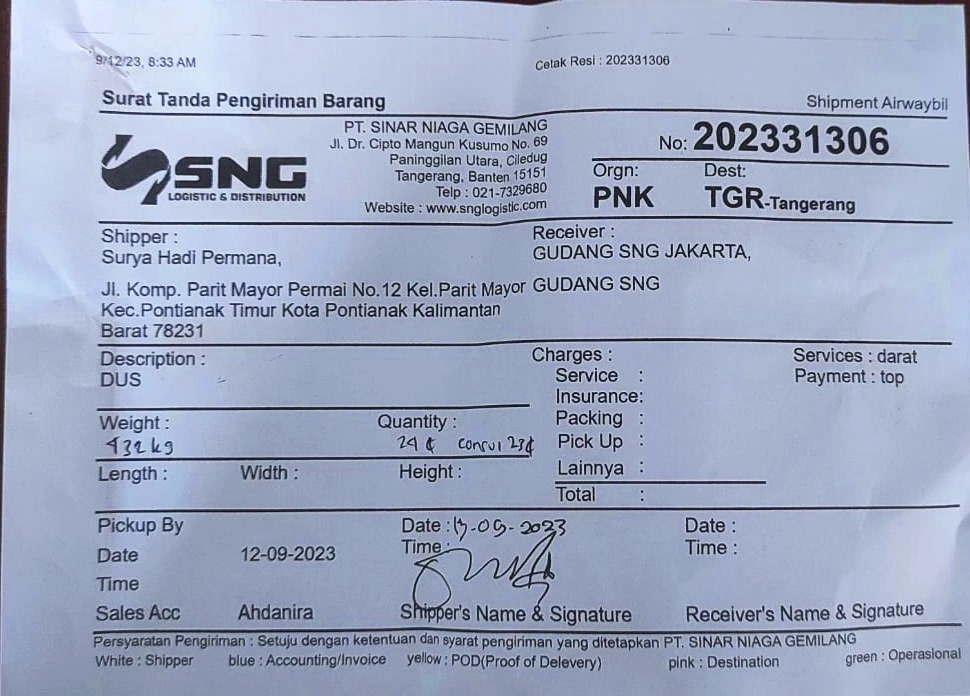 9/12/23, 8:33 AM
Cetak Resi : 202331306
Surat Tanda Pengiriman Barang
Shipment Airwaybil
SNG
LOGISTIC & DISTRIBUTION
PT. SINAR NIAGA GEMILANG
Jl. Dr. Cipto Mangun Kusumo No. 69
Paninggilan Utara, Ciledug
Tangerang, Banten 15151
Telp : 021-7329680
Website : www.snglogistic.com
No: 202331306
Orgn: Dest:
PNK TGR-Tangerang
Shipper :
Surya Hadi Permana,
Jl. Komp. Parit Mayor Permai No.12 Kel.Parit Mayor
Kec.Pontianak Timur Kota Pontianak Kalimantan
Barat 78231
Receiver :
GUDANG SNG JAKARTA,
GUDANG SNG
Description :
DUS
Charges :
Service :
Insurance:
Packing :
Pick Up :
Lainnya :
Total :
Services : darat
Payment : top
Weight : Quantity :
432 kg
Length : Width : Height :
Pickup By
Date 12-09-2023
Time
Sales Acc Ahdanira
Date : -09-2023
Time :
Shipper's Name & Signature
Date :
Time :
Receiver's Name & Signature
Persyaratan Pengiriman : Setuju dengan ketentuan dan syarat pengiriman yang ditetapkan PT. SINAR NIAGA GEMILANG
White : Shipper blue : Accounting/Invoice yellow : POD(Proof of Delevery) pink : Destination green : Operasional